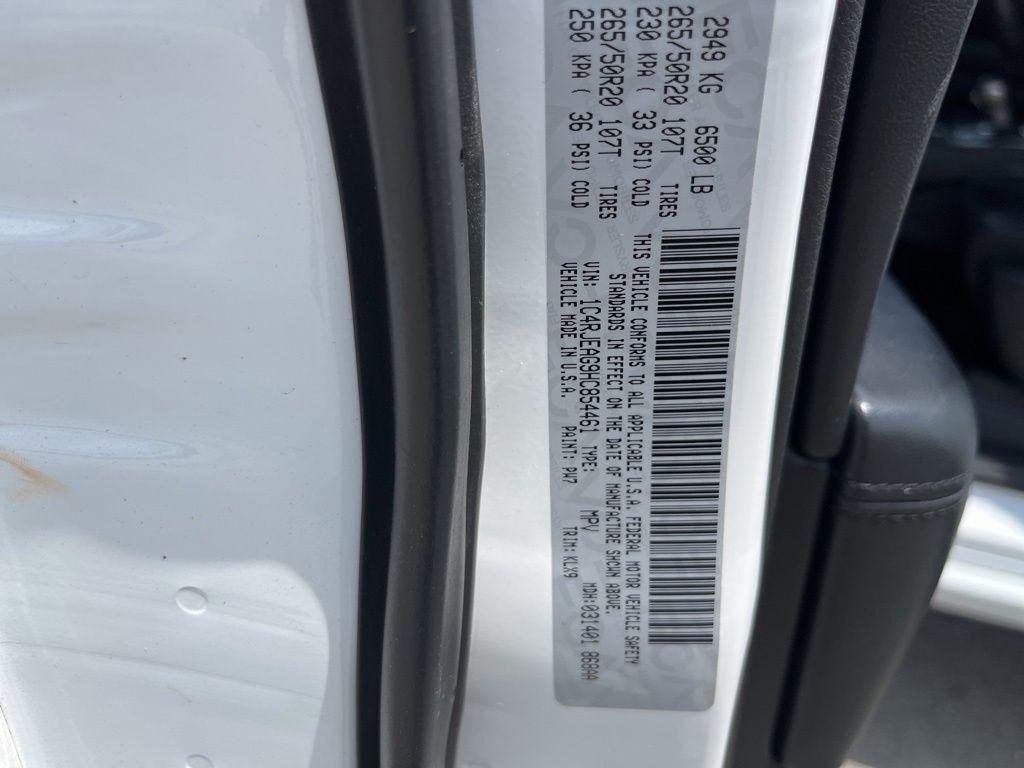 2949 KG 6500 LB
265/50R20 107T TIRES
230 KPA ( 33 PSI) COLD
265/50R20 107T TIRES
250 KPA ( 36 PSI) COLD
THIS VEHICLE CONFORMS TO ALL APPLICABLE U.S.A. FEDERAL MOTOR VEHICLE SAFETY
STANDARDS IN EFFECT ON THE DATE OF MANUFACTURE SHOWN ABOVE.
VIN: 1C4RJEAG9HC854461 TYPE: MPV
VEHICLE MADE IN U.S.A. PAINT: PW7 TRIM:KLX9 MDH:031401 868AA